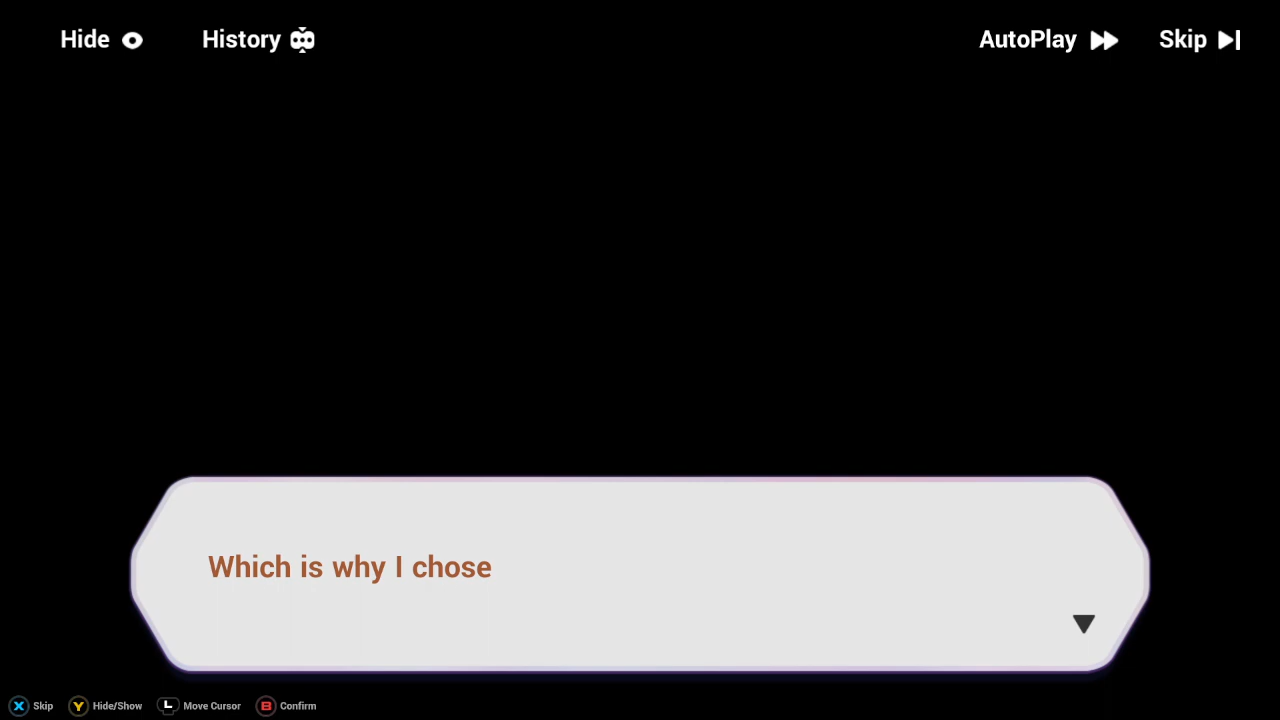 Hide History AutoPlay Skip
Which is why I chose
X Skip Y Hide/Show L Move Cursor B Confirm